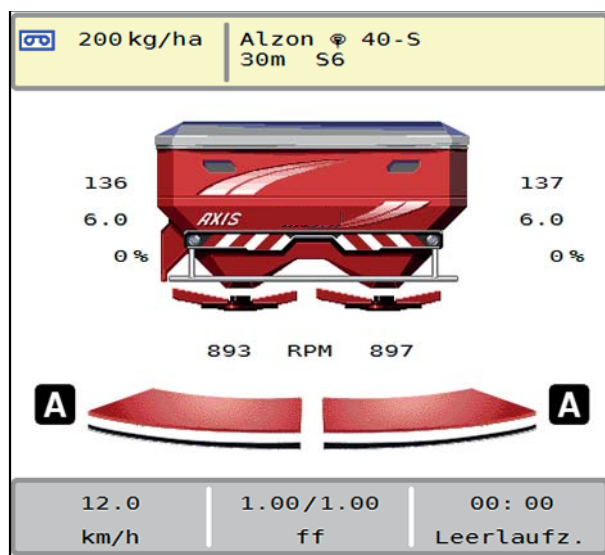 200 kg/ha
Alzon 40-S
30m S6
136
137
6.0
6.0
0%
0%
AXIS
893 RPM 897
A
A
12.0
1.00/1.00
00:00
km/h
ff
Leerlaufz.